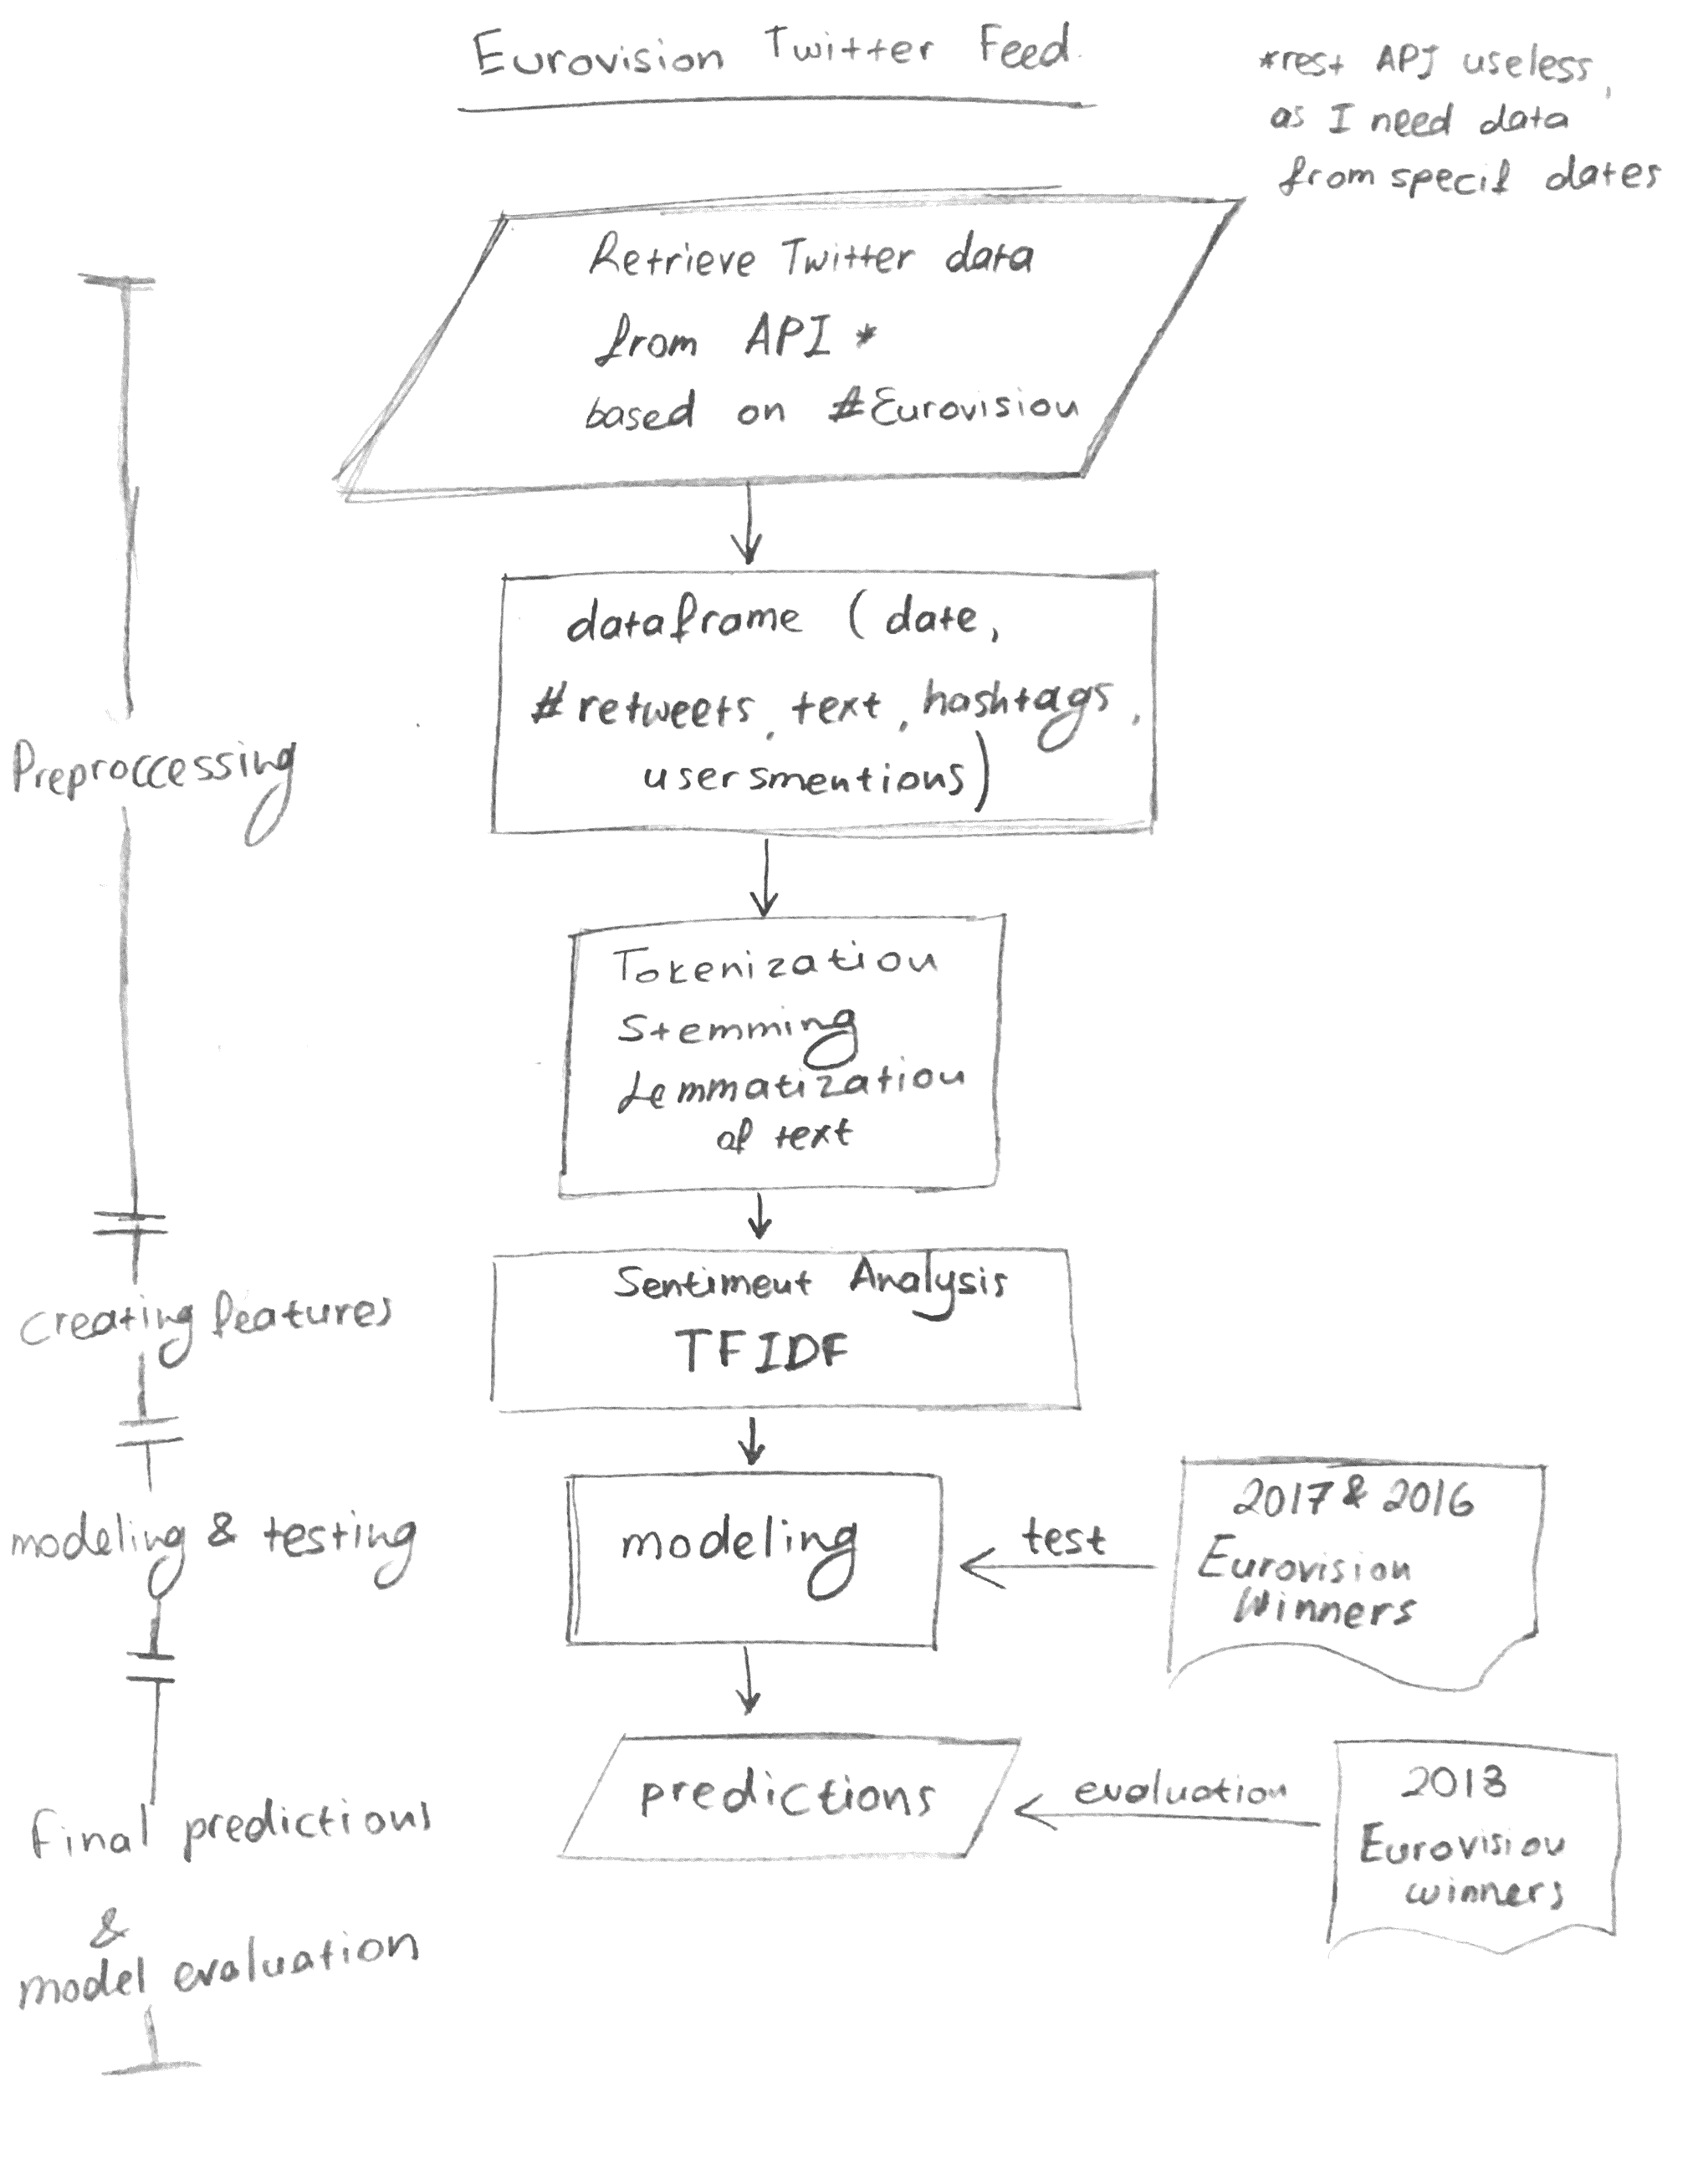 Eurovision Twitter Feed
*rest API useless,
as I need data
from specif dates
Retrieve Twitter data
from API *
based on #Eurovision
dataframe (date,
#retweets, text, hashtags,
usersmentions)
Preproccessing
Tokenization
Stemming
Lemmatization
of text
Sentiment Analysis
TFIDF
creating features
modeling
test
2017 & 2016
Eurovision
Winners
modeling & testing
predictions
evaluation
2018
Eurovision
winners
final predictions
&
model evaluation